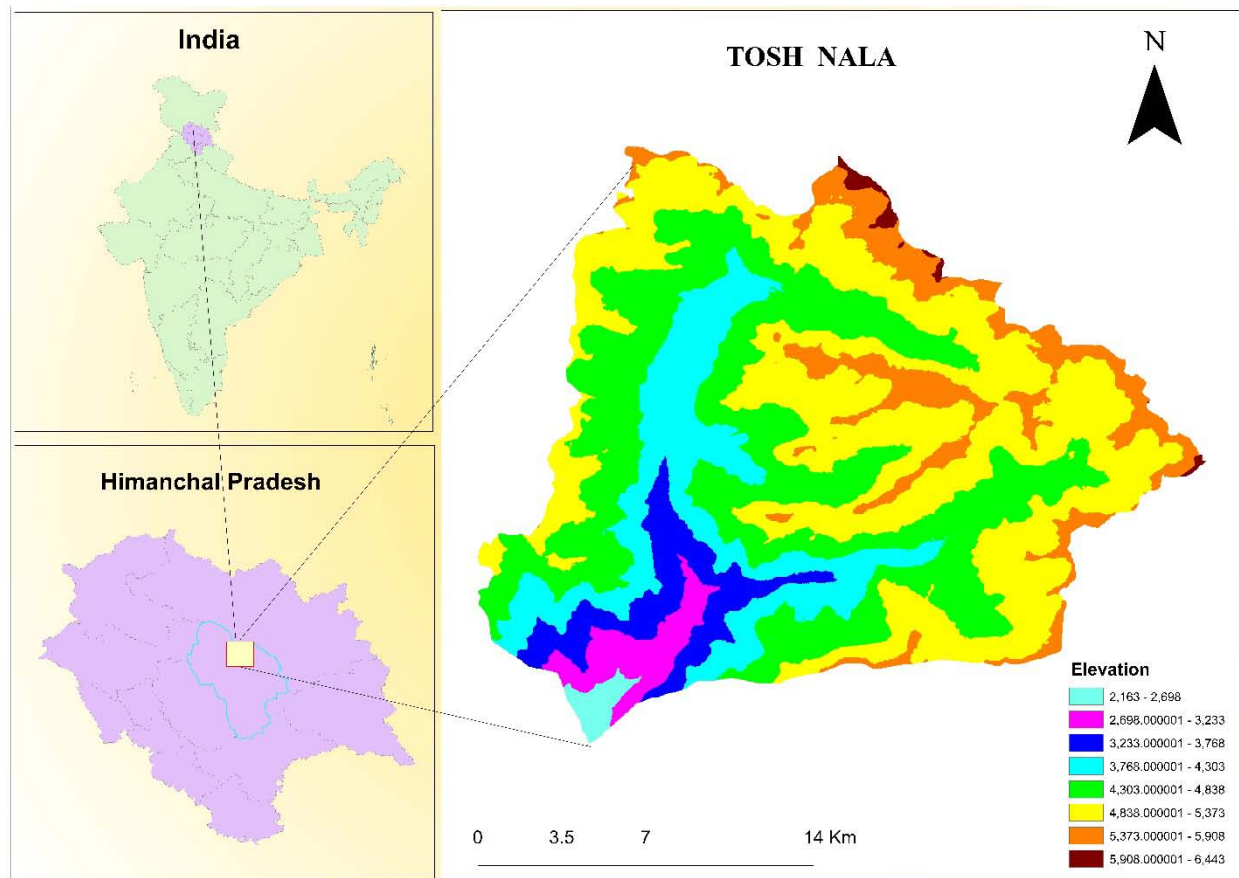 India
Himanchal Pradesh
TOSH NALA
N
Elevation
2,163 - 2,698
2,698.000001 - 3,233
3,233.000001 - 3,768
3,768.000001 - 4,303
4,303.000001 - 4,838
4,838.000001 - 5,373
5,373.000001 - 5,908
5,908.000001 - 6,443
0 3.5 7 14 Km